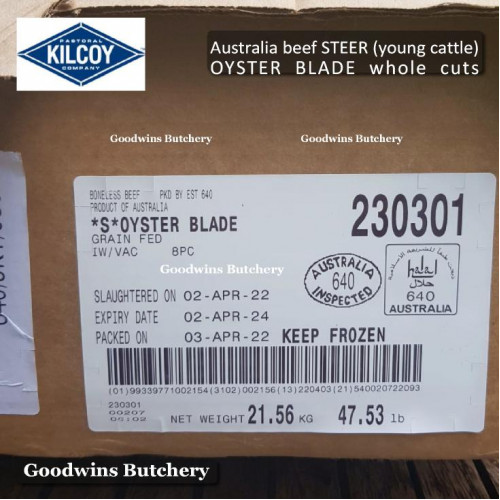 PASTORAL
KILCOY
COMPANY
Australia beef STEER (young cattle)
OYSTER BLADE whole cuts
Goodwins Butchery
Goodwins Butchery
BONELESS BEEF PKD BY EST 640
PRODUCT OF AUSTRALIA
*S*OYSTER BLADE
230301
GRAIN FED
IW/VAC 8PC
Goodwins Butchery
AUSTRALIA
640
INSPECTED
halal
حلال
640
AUSTRALIA
SLAUGHTERED ON 02-APR-22
EXPIRY DATE 02-APR-24
PACKED ON 03-APR-22 KEEP FROZEN
(01)99339771002154(3102)002156(13)220403(21)540020722093
230301
00207
05:02
NET WEIGHT 21.56 KG 47.53 lb
Goodwins Butchery